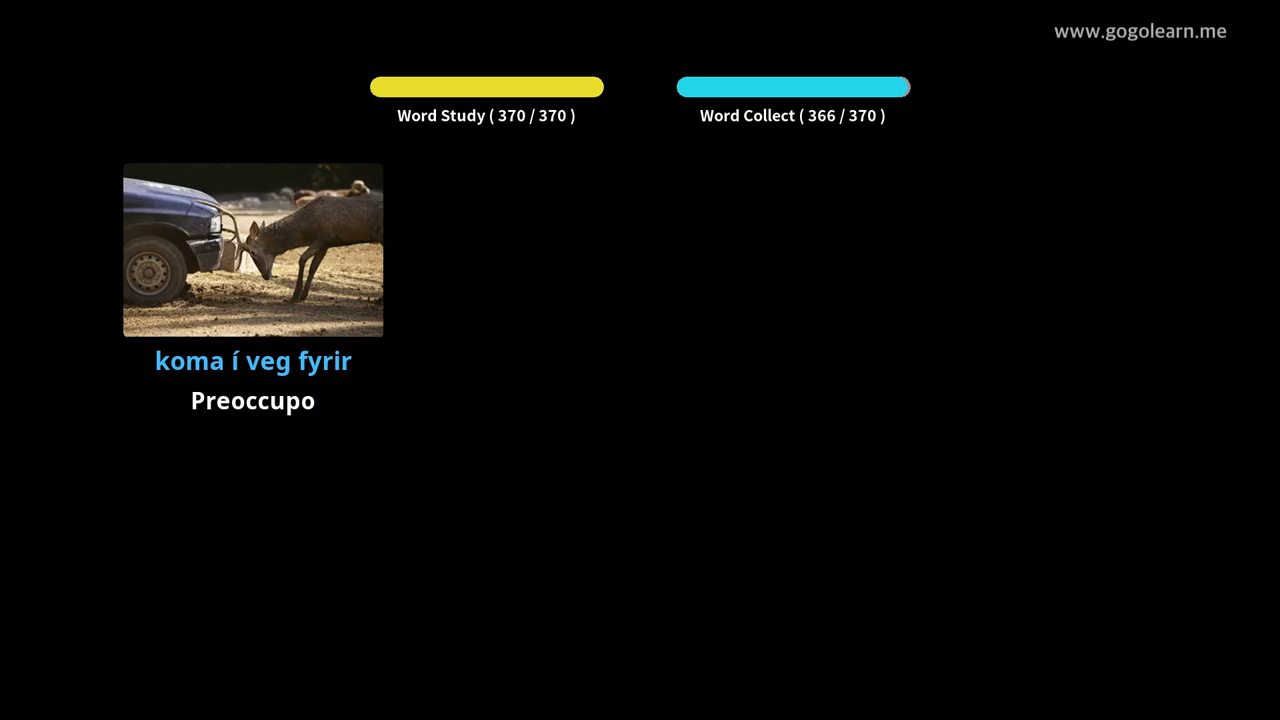 www.gogolearn.me
Word Study ( 370 / 370 )
Word Collect ( 366 / 370 )
koma í veg fyrir
Preoccupo